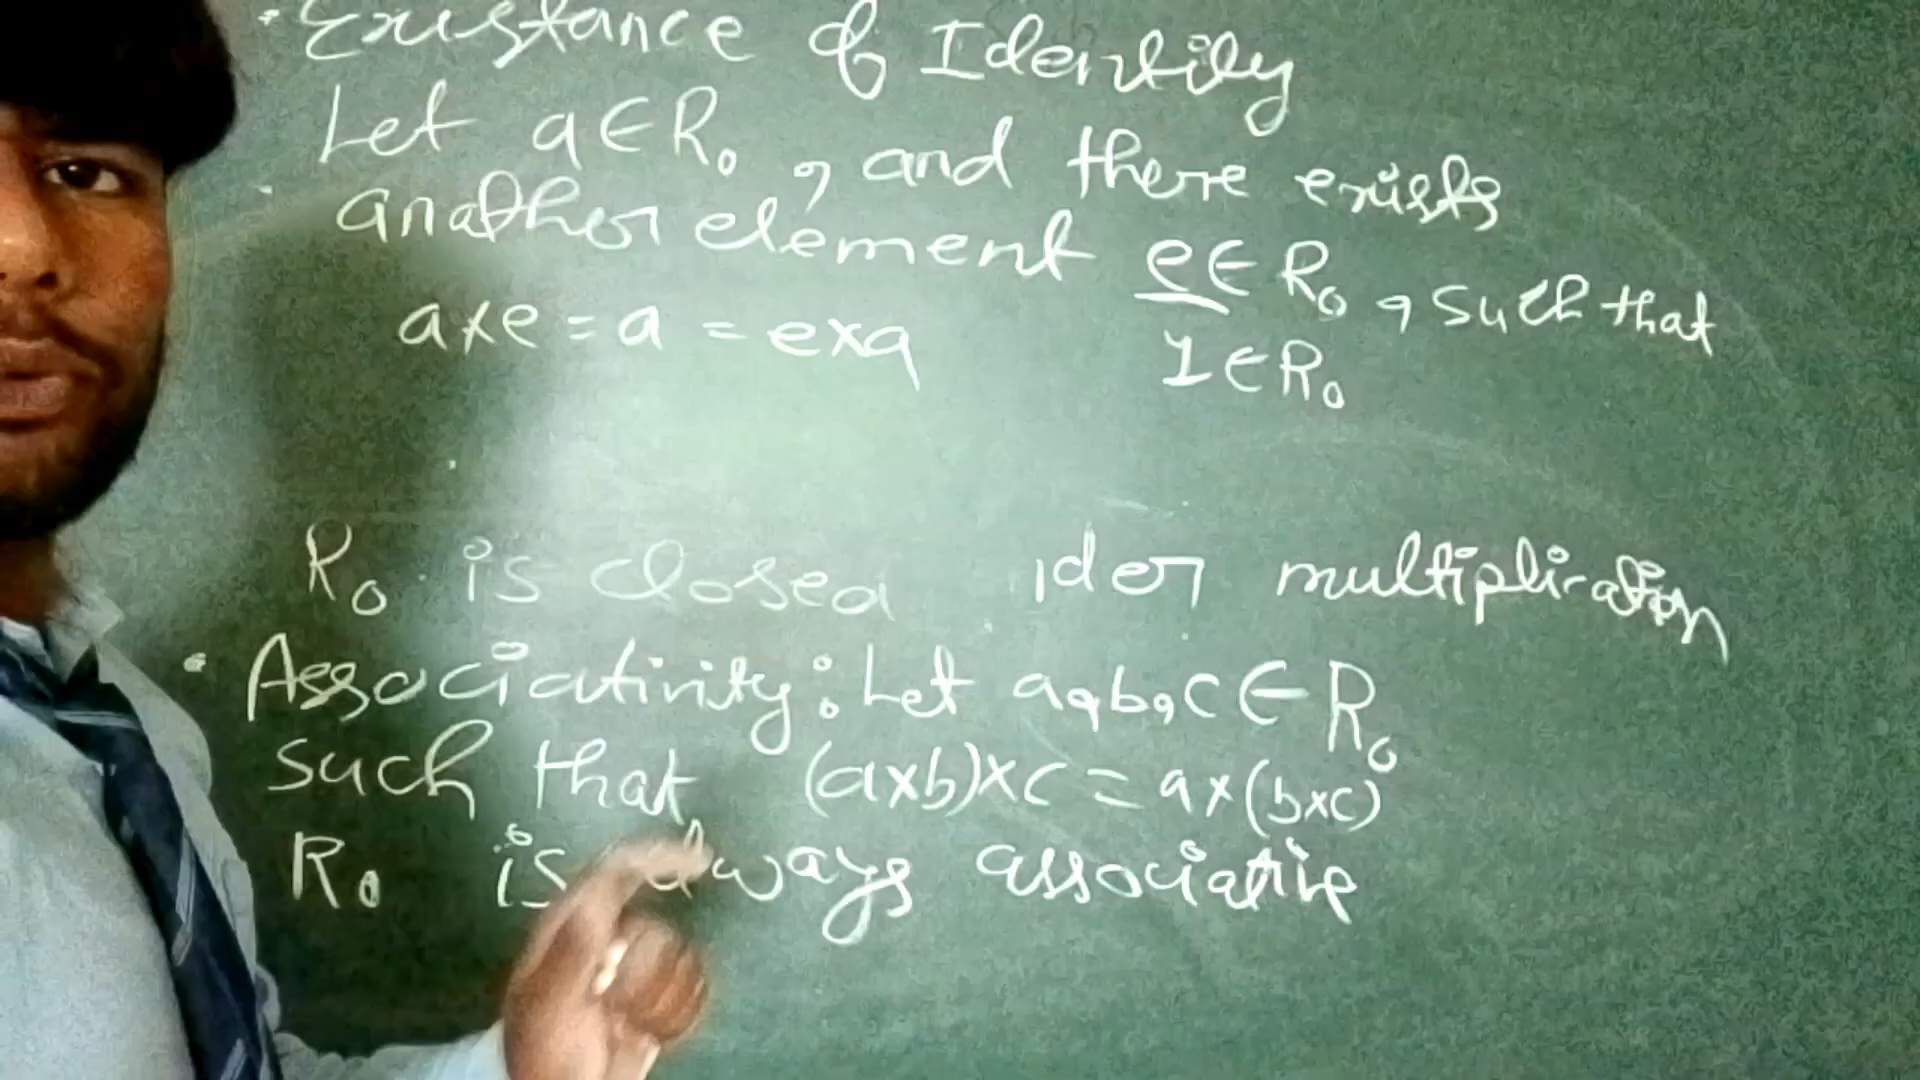 • Existance of Identity
Let a∈R₀, and there exists
another element e∈R₀, such that
a×e = a = e×a
1∈R₀
R₀ is closed der multiplication
• Associativity: Let a,b,c∈R₀
such that (a×b)×c = a×(b×c)
R₀ is always associative